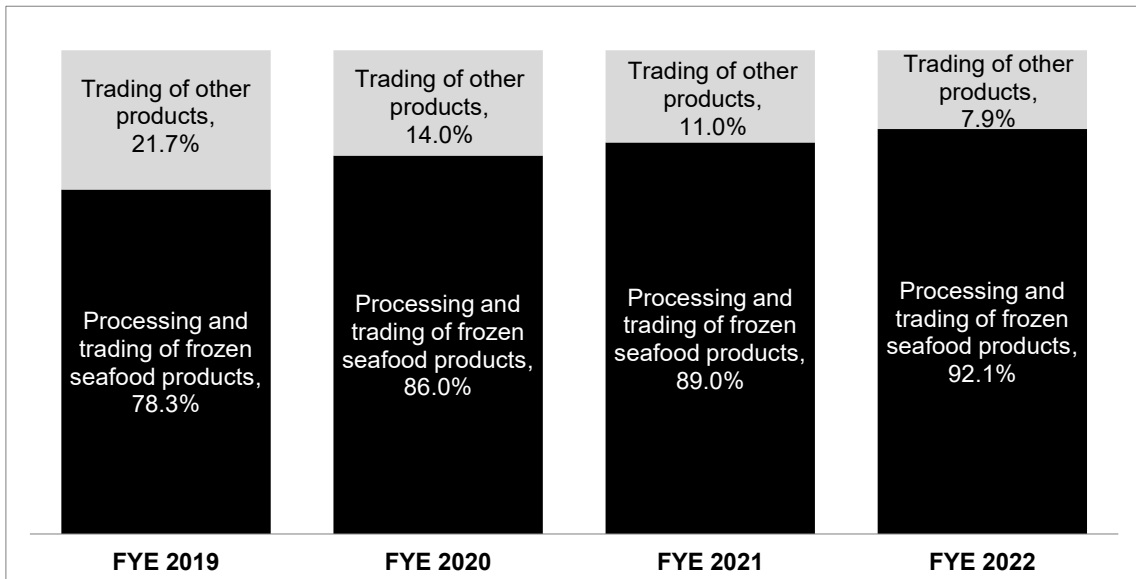 Trading of other
products,
21.7%
Processing and
trading of frozen
seafood products,
78.3%
FYE 2019
Trading of other
products,
14.0%
Processing and
trading of frozen
seafood products,
86.0%
FYE 2020
Trading of other
products,
11.0%
Processing and
trading of frozen
seafood products,
89.0%
FYE 2021
Trading of other
products,
7.9%
Processing and
trading of frozen
seafood products,
92.1%
FYE 2022